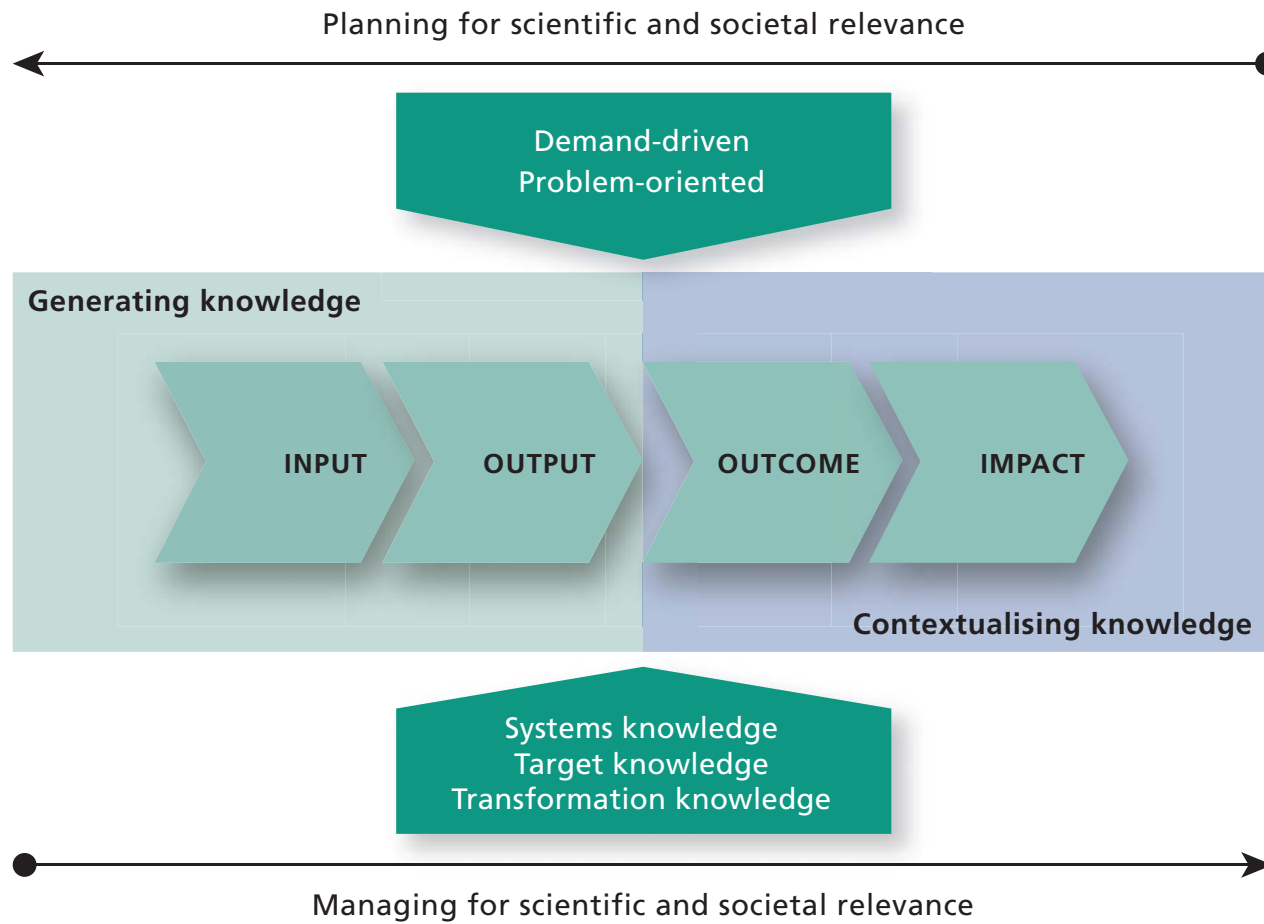 Planning for scientific and societal relevance
Demand-driven
Problem-oriented
Generating knowledge
INPUT
OUTPUT
OUTCOME
IMPACT
Contextualising knowledge
Systems knowledge
Target knowledge
Transformation knowledge
Managing for scientific and societal relevance